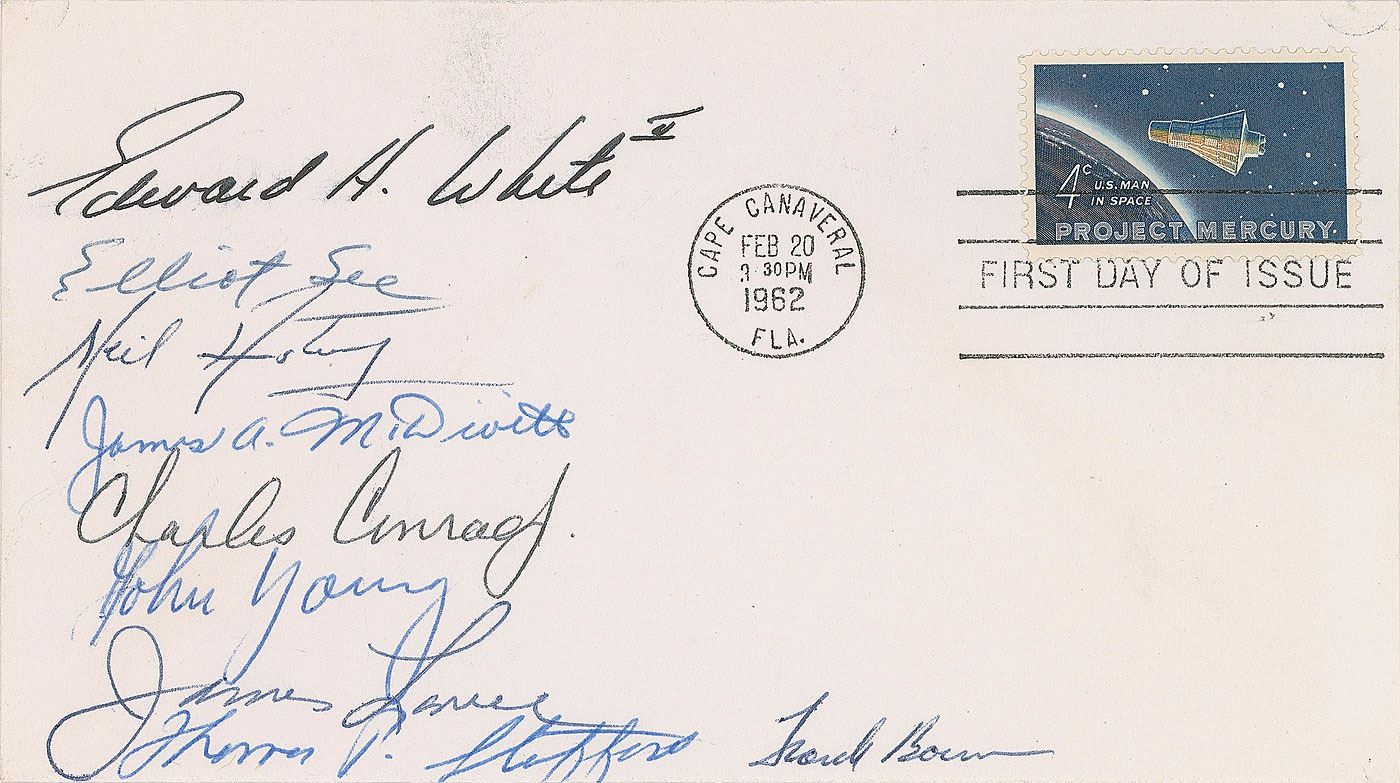 Edward H. White II
Elliot See
Neil Armstrong
James A. McDivitt
Charles Conrad Jr.
John Young
James Lovell
Thomas P. Stafford
Frank Borman
CAPE CANAVERAL
FEB 20
3 30PM
1962
FLA.
4c U.S. MAN
IN SPACE
PROJECT MERCURY
FIRST DAY OF ISSUE